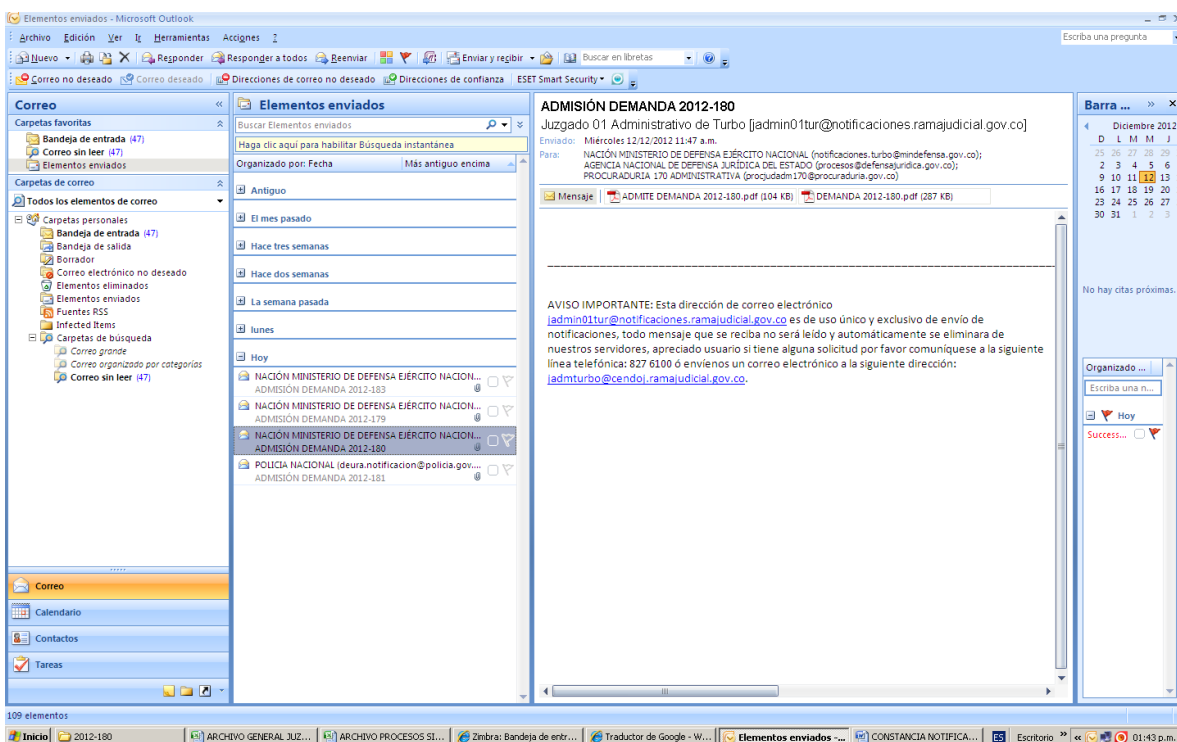 Elementos enviados - Microsoft Outlook
Archivo Edición Ver Ir Herramientas Acciones ?
Escriba una pregunta
Nuevo Responder Responder a todos Reenviar Enviar y recibir Buscar en libretas
Correo no deseado Correo deseado Direcciones de correo no deseado Direcciones de confianza ESET Smart Security
Correo «
Carpetas favoritas
Bandeja de entrada (47)
Correo sin leer (47)
Elementos enviados
Carpetas de correo
Todos los elementos de correo
Carpetas personales
Bandeja de entrada (47)
Bandeja de salida
Borrador
Correo electrónico no deseado
Elementos eliminados
Elementos enviados
Fuentes RSS
Infected Items
Carpetas de búsqueda
Correo grande
Correo organizado por categorías
Correo sin leer (47)
Correo
Calendario
Contactos
Tareas
Elementos enviados
Buscar Elementos enviados
Haga clic aquí para habilitar Búsqueda instantánea
Organizado por: Fecha Más antiguo encima
Antiguo
El mes pasado
Hace tres semanas
Hace dos semanas
La semana pasada
lunes
Hoy
NACIÓN MINISTERIO DE DEFENSA EJÉRCITO NACION...
ADMISIÓN DEMANDA 2012-183
NACIÓN MINISTERIO DE DEFENSA EJÉRCITO NACION...
ADMISIÓN DEMANDA 2012-179
NACIÓN MINISTERIO DE DEFENSA EJÉRCITO NACION...
ADMISIÓN DEMANDA 2012-180
POLICIA NACIONAL (deura.notificacion@policia.gov....
ADMISIÓN DEMANDA 2012-181
ADMISIÓN DEMANDA 2012-180
Juzgado 01 Administrativo de Turbo [jadmin01tur@notificaciones.ramajudicial.gov.co]
Enviado: Miércoles 12/12/2012 11:47 a.m.
Para: NACIÓN MINISTERIO DE DEFENSA EJÉRCITO NACIONAL (notificaciones.turbo@mindefensa.gov.co);
AGENCIA NACIONAL DE DEFENSA JURÍDICA DEL ESTADO (procesos@defensajuridica.gov.co);
PROCURADURIA 170 ADMINISTRATIVA (procjudadm170@procuraduria.gov.co)
Mensaje ADMITE DEMANDA 2012-180.pdf (104 KB) DEMANDA 2012-180.pdf (287 KB)
AVISO IMPORTANTE: Esta dirección de correo electrónico
jadmin01tur@notificaciones.ramajudicial.gov.co es de uso único y exclusivo de envío de
notificaciones, todo mensaje que se reciba no será leído y automáticamente se eliminara de
nuestros servidores, apreciado usuario si tiene alguna solicitud por favor comuníquese a la siguiente
línea telefónica: 827 6100 ó envíenos un correo electrónico a la siguiente dirección:
jadmturbo@cendoj.ramajudicial.gov.co.
Barra ... »
Diciembre 2012
D L M M J
25 26 27 28 29
2 3 4 5 6
9 10 11 12 13
16 17 18 19 20
23 24 25 26 27
30 31 1 2 3
No hay citas próximas.
Organizado ...
Escriba una n...
Hoy
Success...
109 elementos
Inicio 2012-180 ARCHIVO GENERAL JUZ... ARCHIVO PROCESOS SI... Zimbra: Bandeja de entr... Traductor de Google - W... Elementos enviados -... CONSTANCIA NOTIFICA... ES Escritorio » « 01:43 p.m.